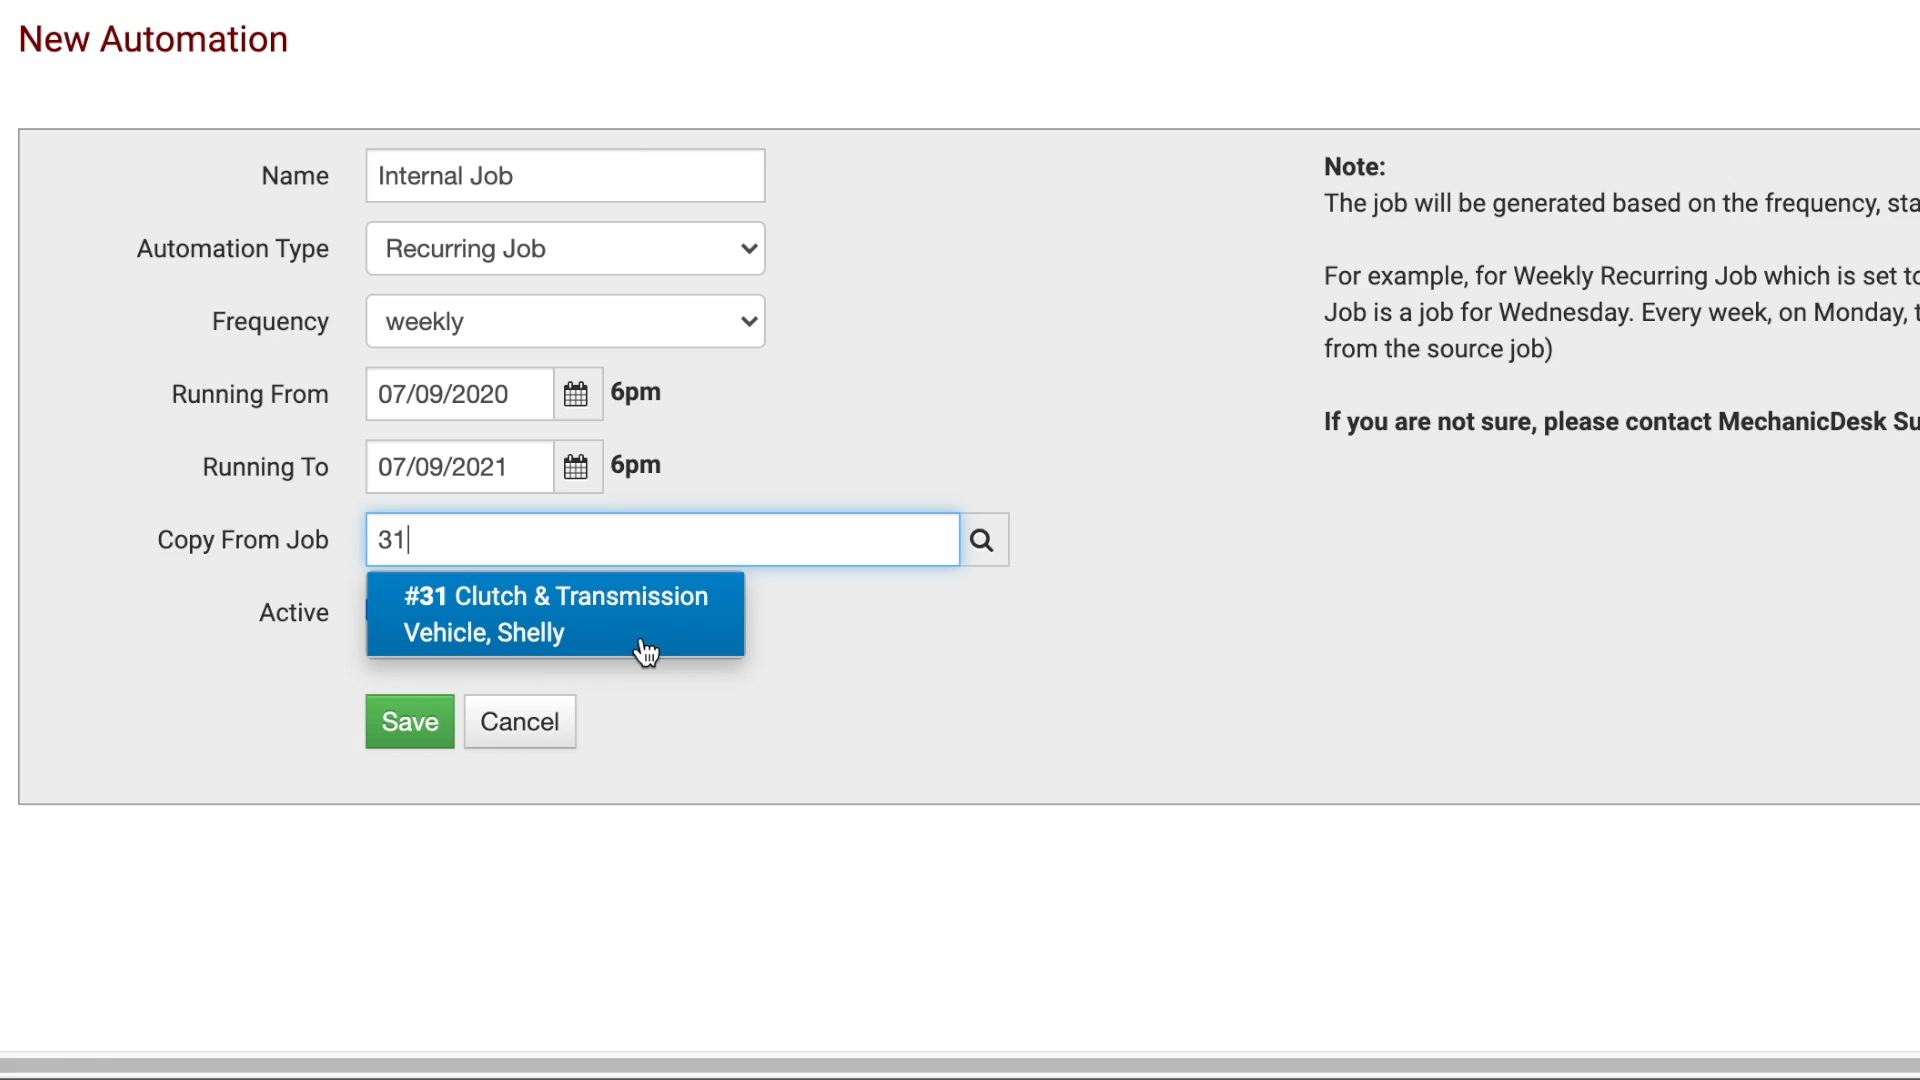 New Automation
Name
Internal Job
Note:
The job will be generated based on the frequency,
Automation Type
Recurring Job
For example, for Weekly Recurring Job which is set
Job is a job for Wednesday. Every week, on Monday,
from the source job)
Frequency
weekly
Running From
07/09/2020
6pm
If you are not sure, please contact MechanicDesk
Running To
07/09/2021
6pm
Copy From Job
31
#31 Clutch & Transmission
Vehicle, Shelly
Active
Save
Cancel